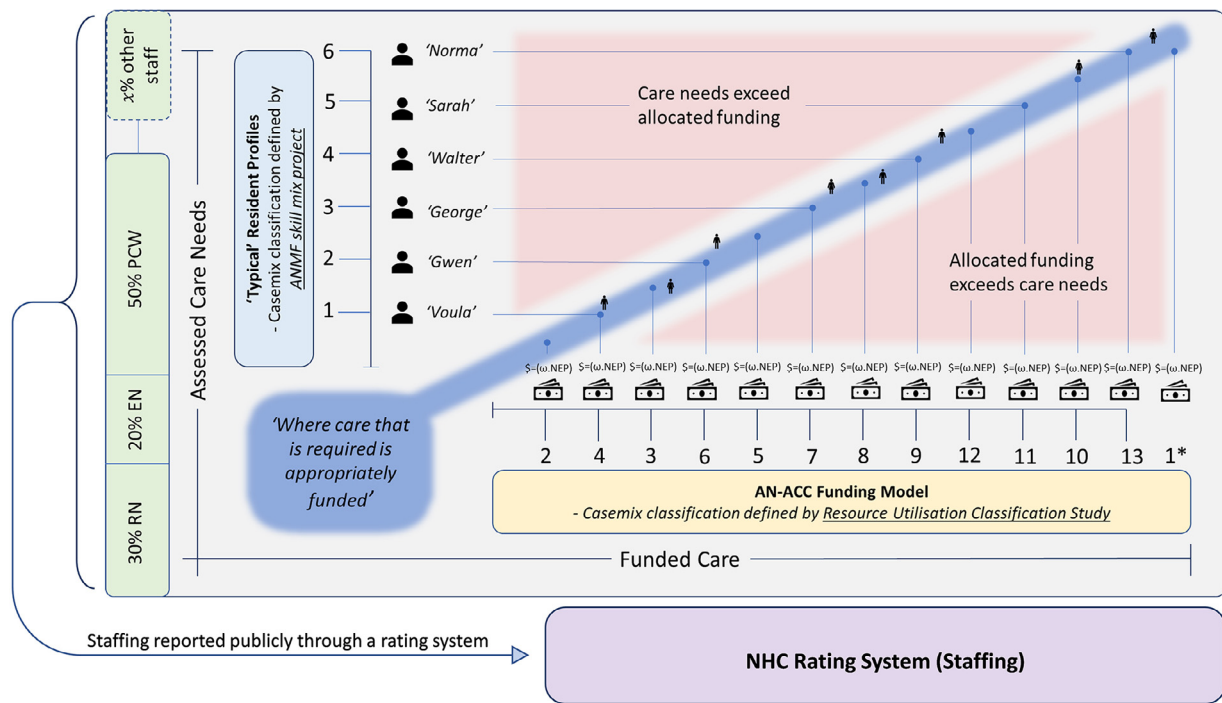 𝑥% other
staff
50% PCW
20% EN
30% RN
Assessed Care Needs
'Typical' Resident Profiles
- Casemix classification defined by
ANMF skill mix project
6
5
4
3
2
1
'Norma'
'Sarah'
'Walter'
'George'
'Gwen'
'Voula'
Care needs exceed
allocated funding
Allocated funding
exceeds care needs
'Where care that
is required is
appropriately
funded'
$=(ω.NEP) $=(ω.NEP) $=(ω.NEP) $=(ω.NEP) $=(ω.NEP) $=(ω.NEP) $=(ω.NEP) $=(ω.NEP) $=(ω.NEP) $=(ω.NEP) $=(ω.NEP) $=(ω.NEP) $=(ω.NEP)
2 4 3 6 5 7 8 9 12 11 10 13 1*
AN-ACC Funding Model
- Casemix classification defined by Resource Utilisation Classification Study
Funded Care
Staffing reported publicly through a rating system
NHC Rating System (Staffing)